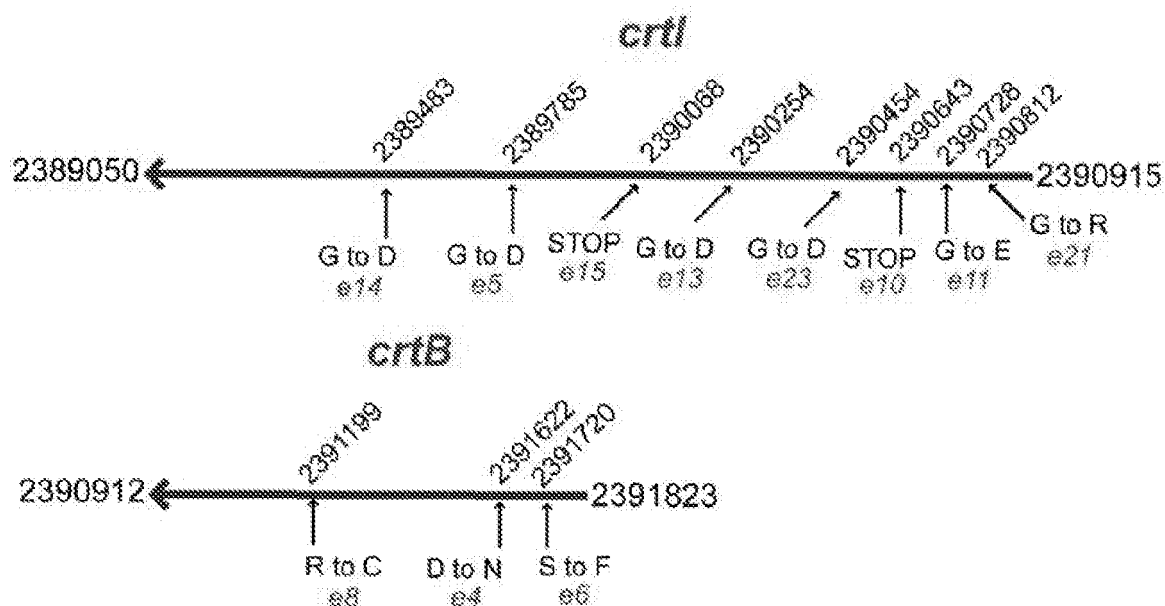 crtI
2389483 2389785 2390068 2390254 2390454 2390643 2390728 2390812
2389050 2390915
G to D G to D STOP G to D G to D STOP G to E G to R
e14 e5 e15 e13 e23 e10 e11 e21
crtB
2391199 2391622 2391720
2390912 2391823
R to C D to N S to F
e8 e4 e6